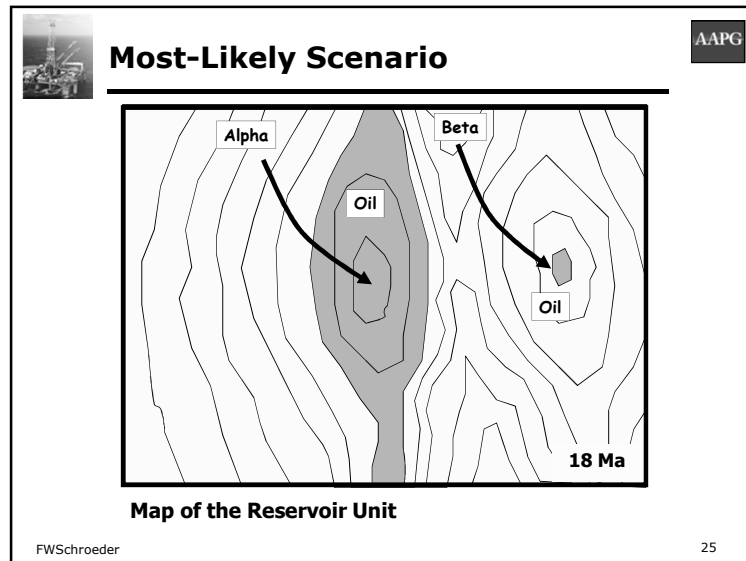 Most-Likely Scenario
AAPG
Alpha
Beta
Oil
Oil
18 Ma
Map of the Reservoir Unit
FWSchroeder
25